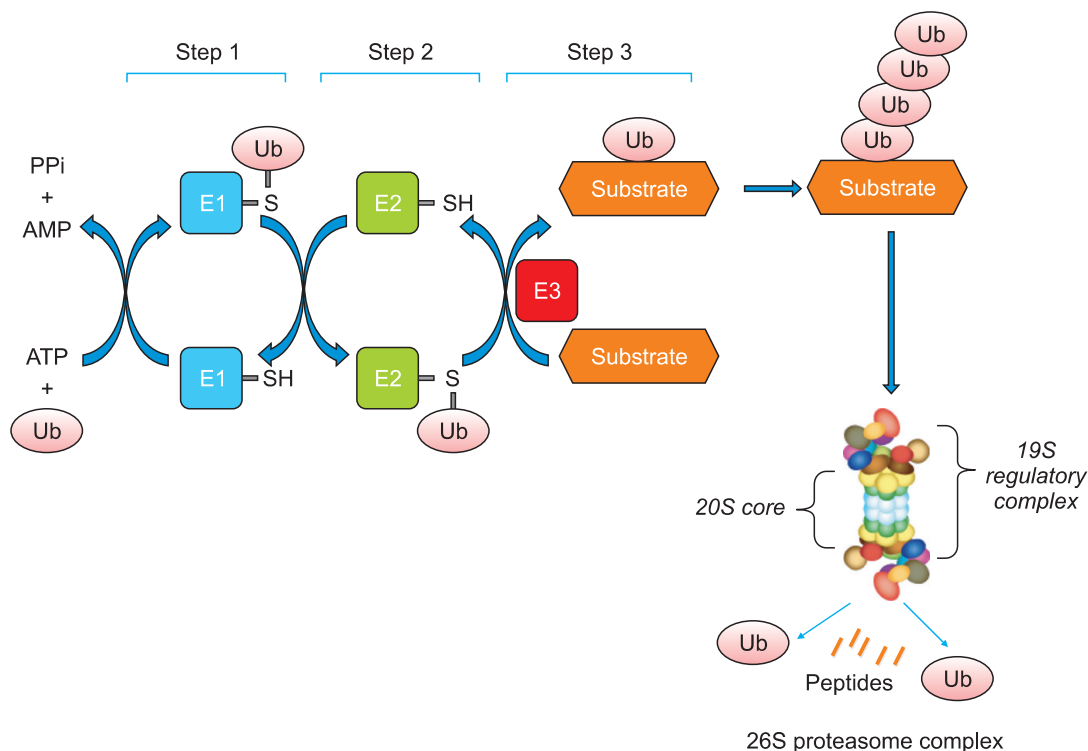 Step 1
Step 2
Step 3
Ub
Ub
Ub
Ub
Substrate
PPi
+
AMP
Ub
E1
S
E2
SH
Ub
Substrate
E3
ATP
+
Ub
E1
SH
E2
S
Ub
Substrate
20S core
19S
regulatory
complex
Ub
Peptides
Ub
26S proteasome complex